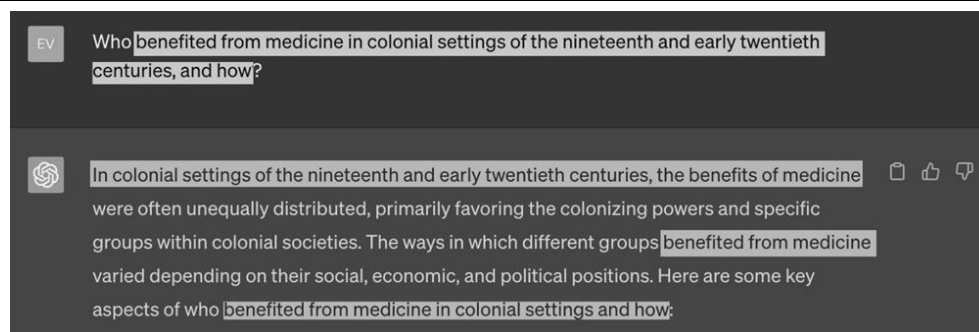 EV
Who benefited from medicine in colonial settings of the nineteenth and early twentieth
centuries, and how?
In colonial settings of the nineteenth and early twentieth centuries, the benefits of medicine
were often unequally distributed, primarily favoring the colonizing powers and specific
groups within colonial societies. The ways in which different groups benefited from medicine
varied depending on their social, economic, and political positions. Here are some key
aspects of who benefited from medicine in colonial settings and how: